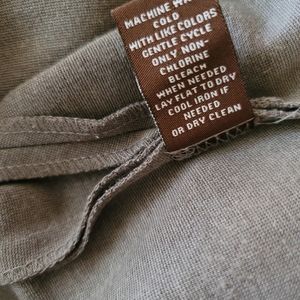 MACHINE WASH
COLD
WITH LIKE COLORS
GENTLE CYCLE
ONLY NON-
CHLORINE
BLEACH
WHEN NEEDED
LAY FLAT TO DRY
COOL IRON IF
NEEDED
OR DRY CLEAN